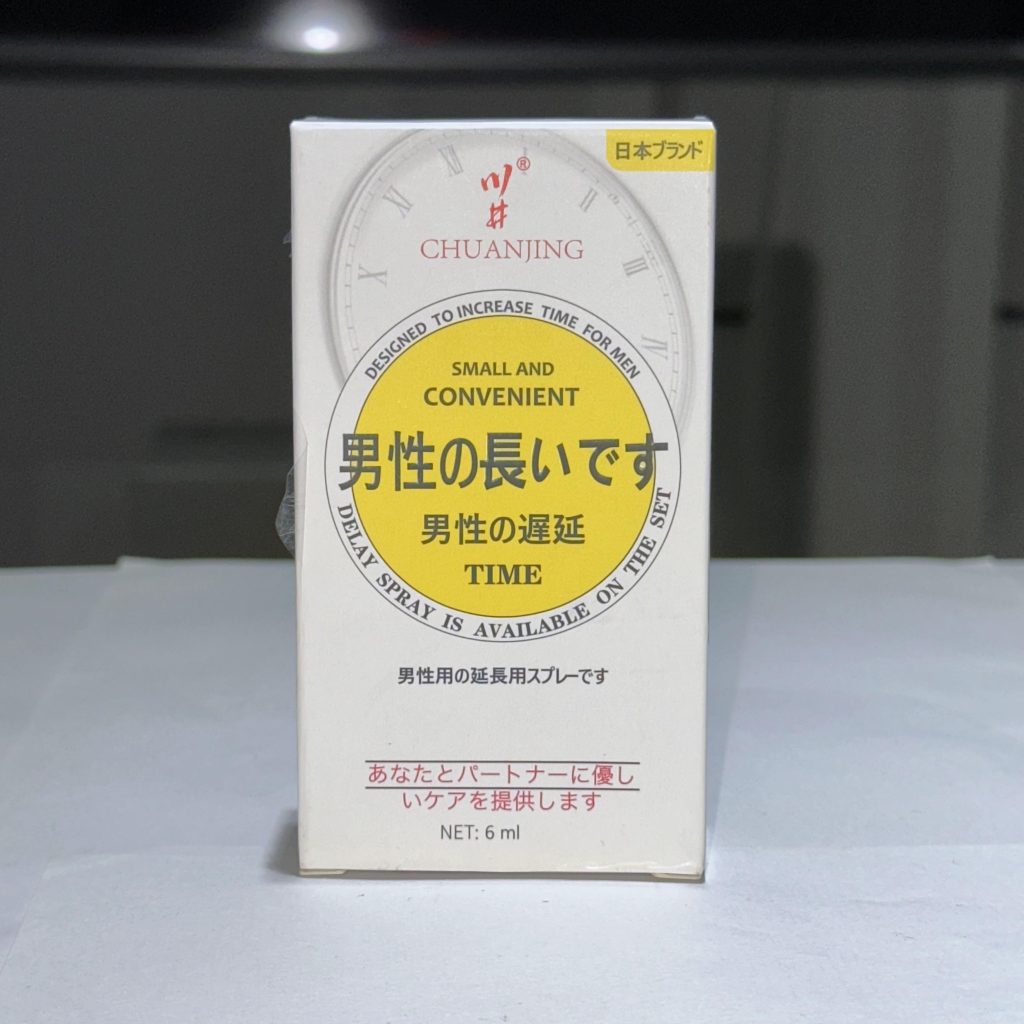 日本ブランド
川井®
CHUANJING
DESIGNED TO INCREASE TIME FOR MEN
SMALL AND
CONVENIENT
男性の長いです
男性の遅延
TIME
DELAY SPRAY IS AVAILABLE ON THE SET
男性用の延長用スプレーです
あなたとパートナーに優し
いケアを提供します
NET: 6 ml